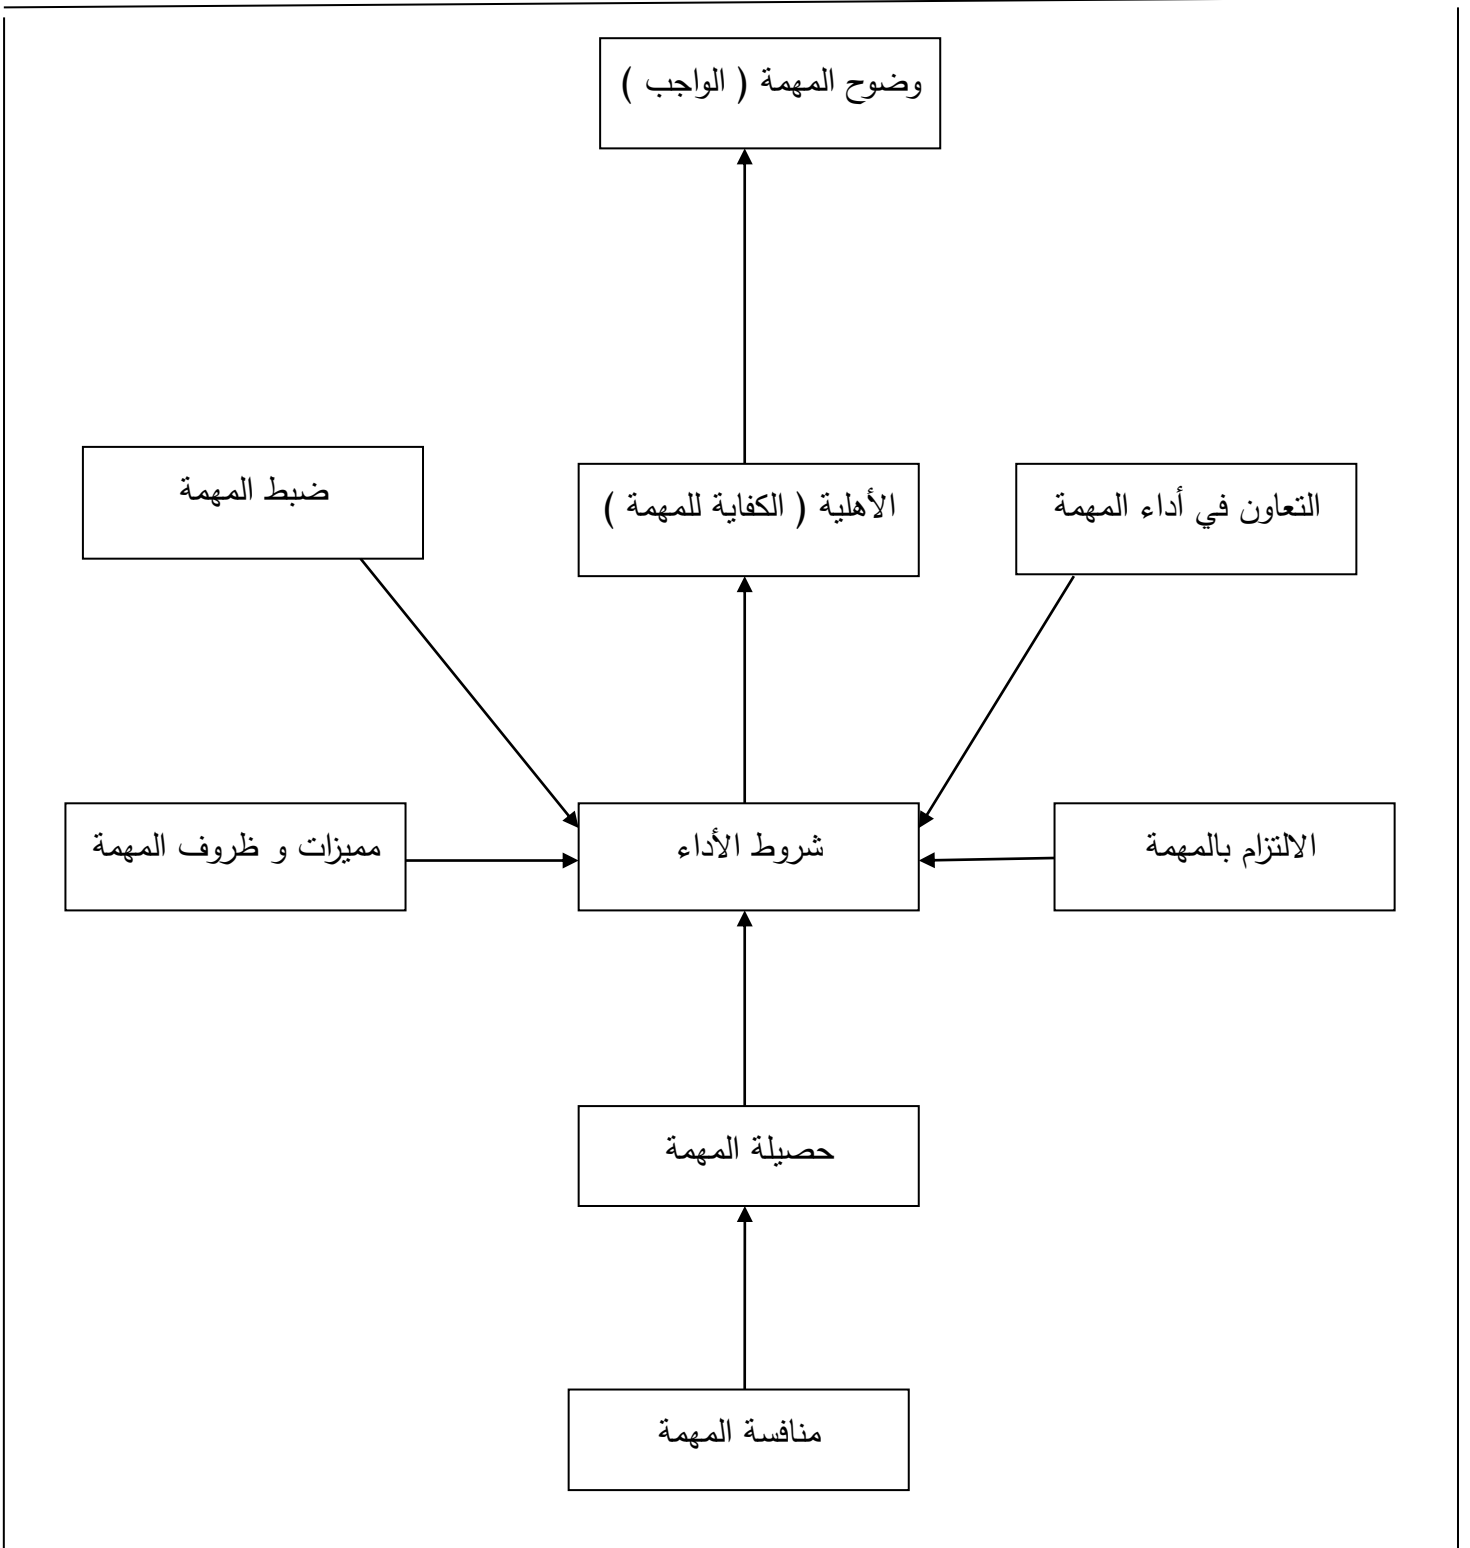 وضوح المهمة ( الواجب )
ضبط المهمة
الأهلية ( الكفاية للمهمة )
التعاون في أداء المهمة
مميزات و ظروف المهمة
شروط الأداء
الالتزام بالمهمة
حصيلة المهمة
منافسة المهمة